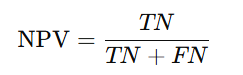 NPV = TN / (TN + FN)